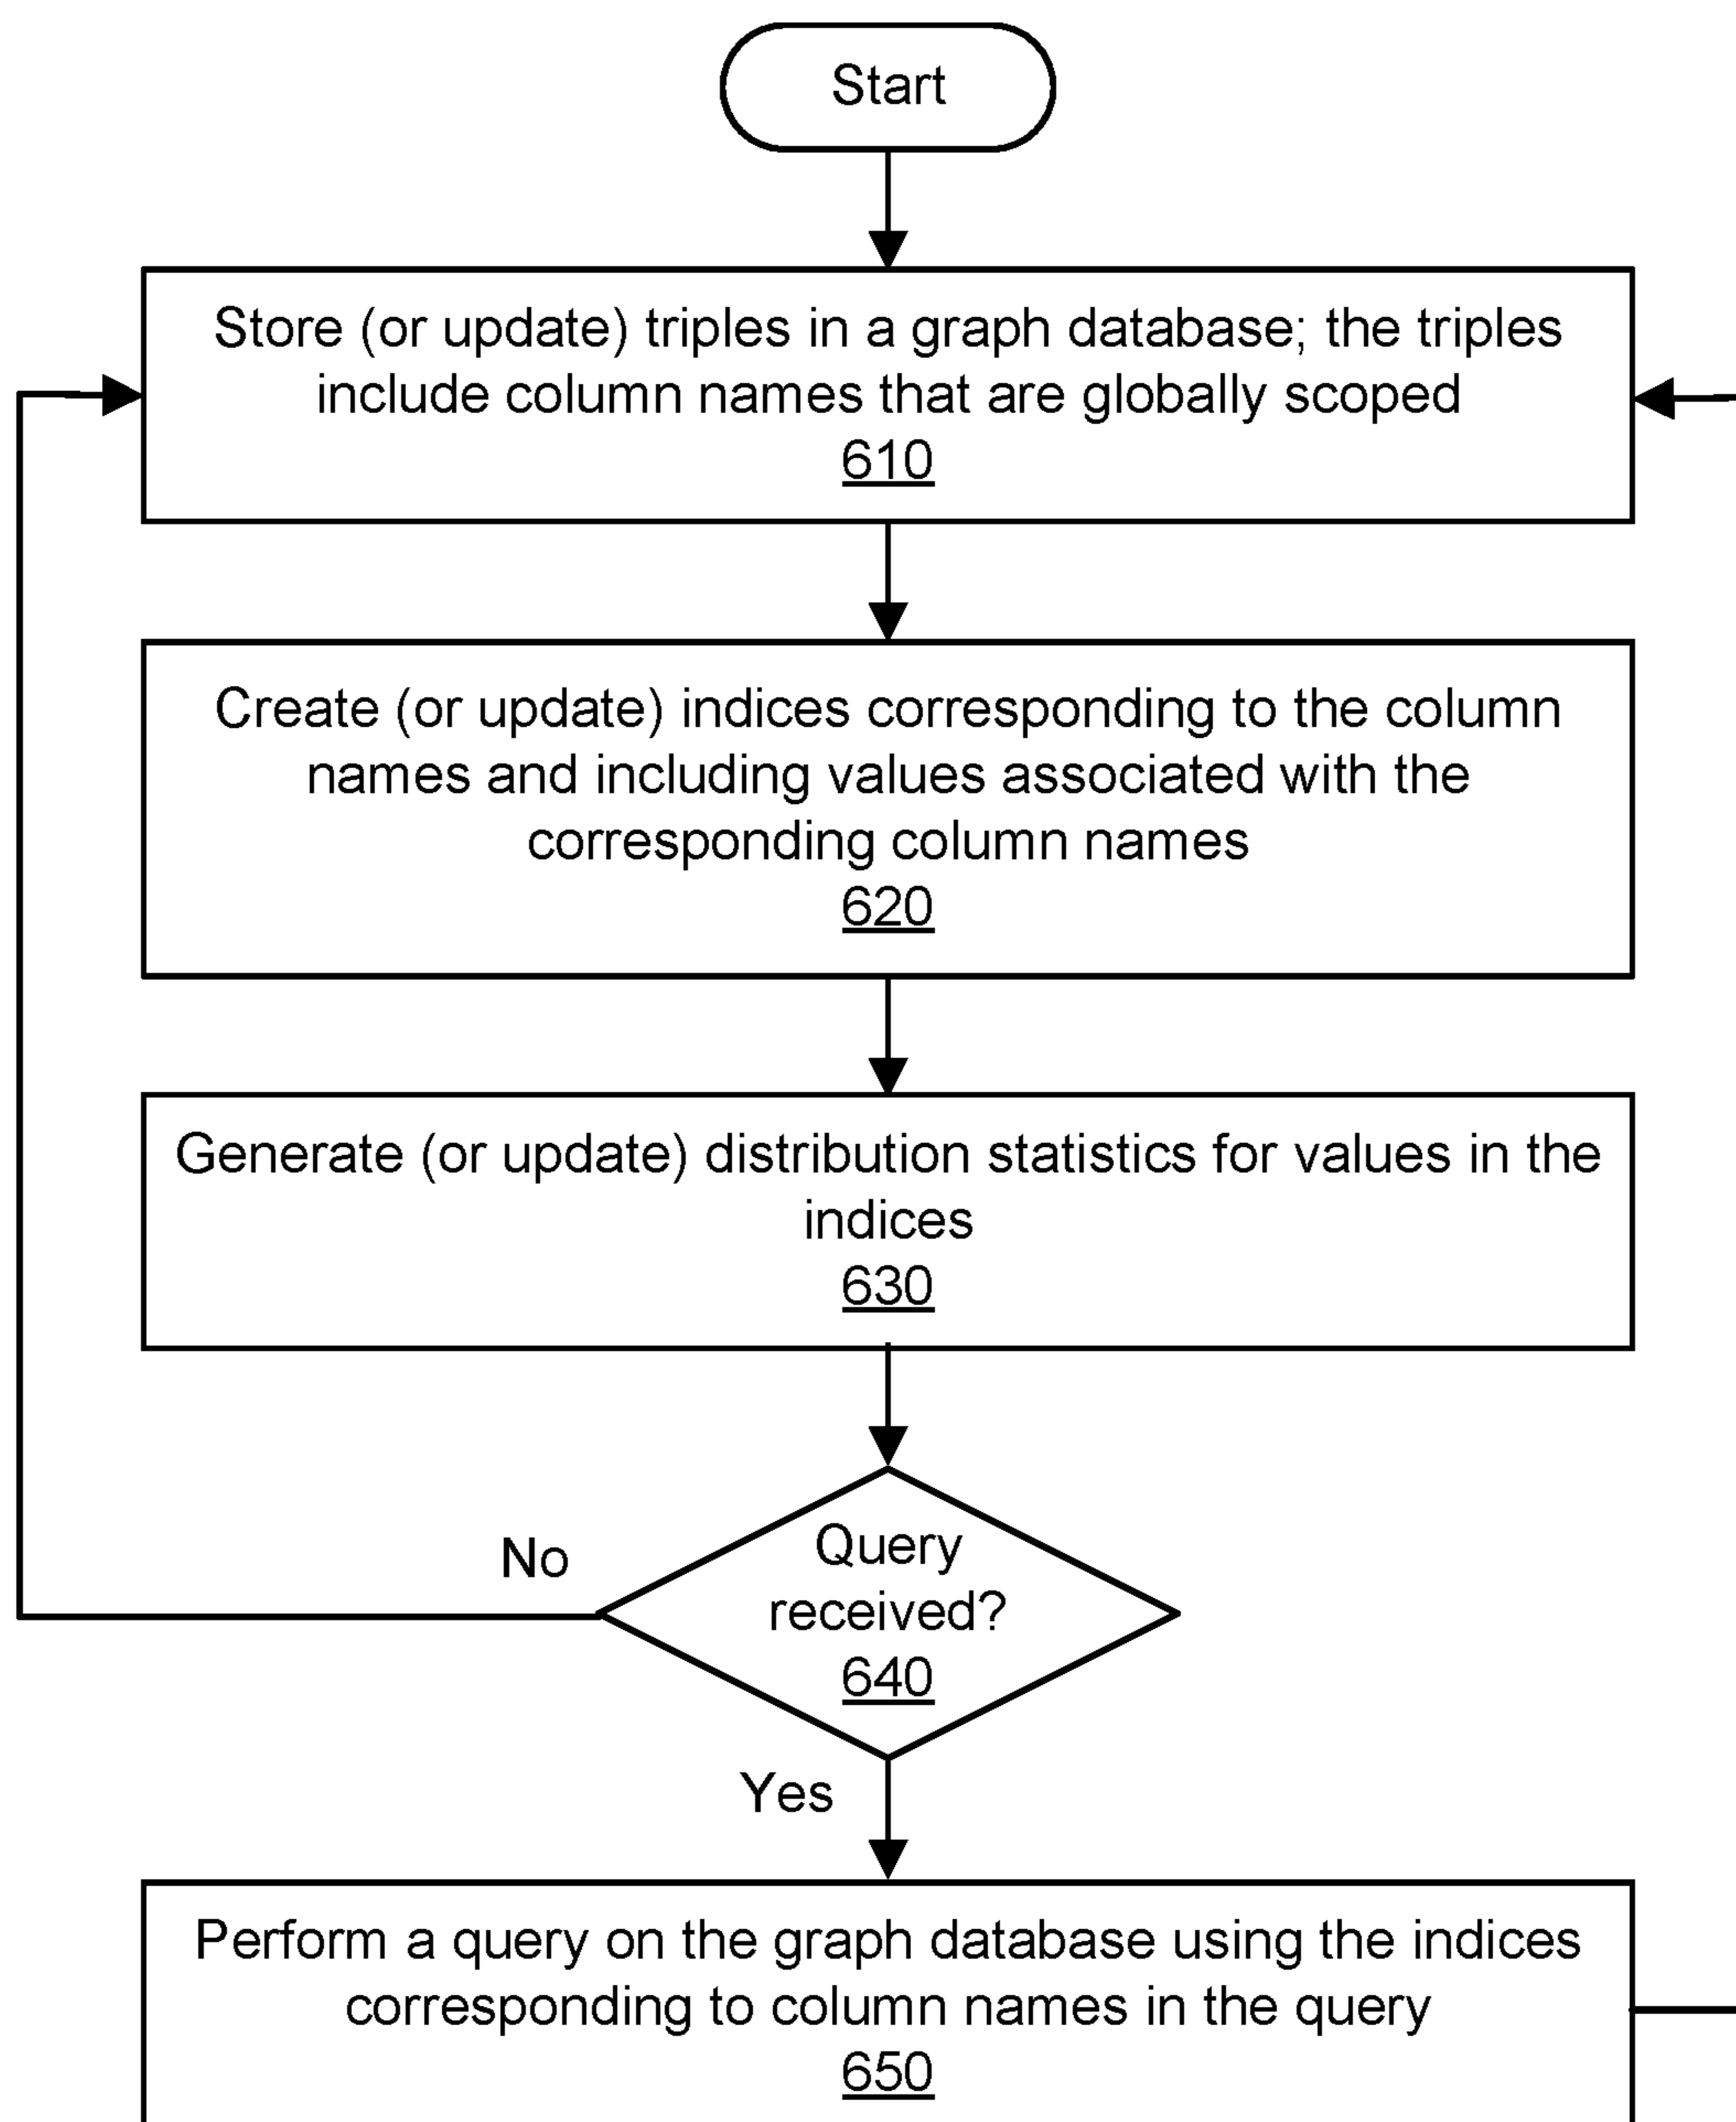 Start
Store (or update) triples in a graph database; the triples
include column names that are globally scoped
610
Create (or update) indices corresponding to the column
names and including values associated with the
corresponding column names
620
Generate (or update) distribution statistics for values in the
indices
630
Query
received?
640
No
Yes
Perform a query on the graph database using the indices
corresponding to column names in the query
650